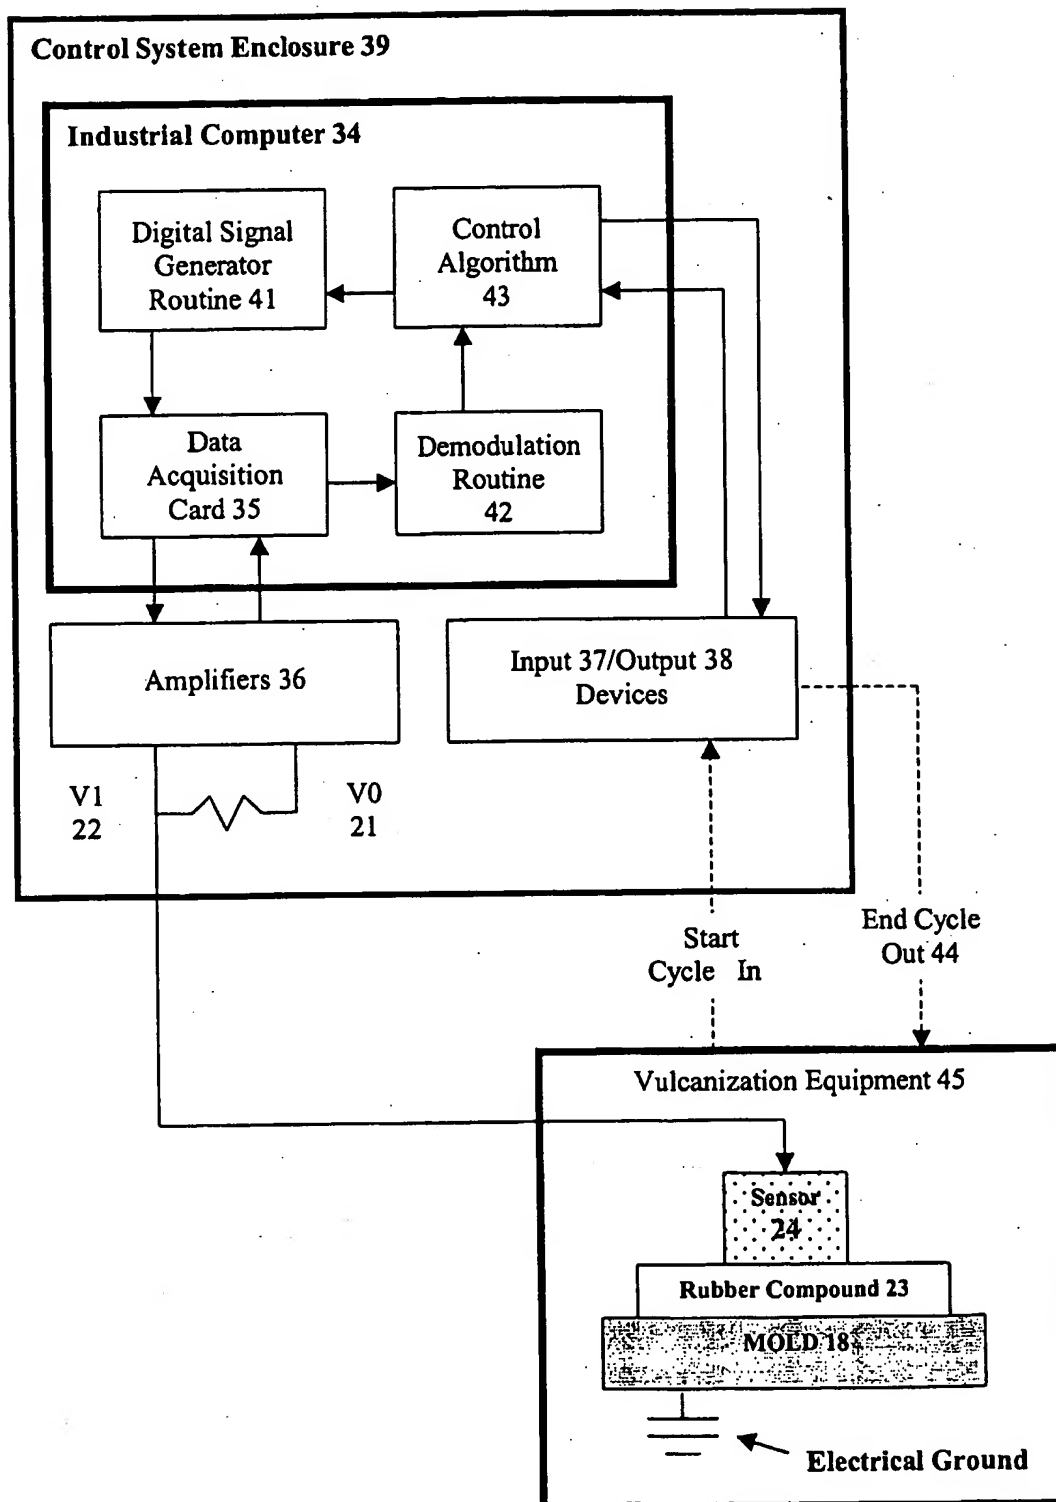 Control System Enclosure 39
Industrial Computer 34
Digital Signal
Generator
Routine 41
Control
Algorithm
43
Data
Acquisition
Card 35
Demodulation
Routine
42
Amplifiers 36
Input 37/Output 38
Devices
V1
22
V0
21
Start
Cycle In
End Cycle
Out 44
Vulcanization Equipment 45
Sensor
24
Rubber Compound 23
MOLD 18
Electrical Ground